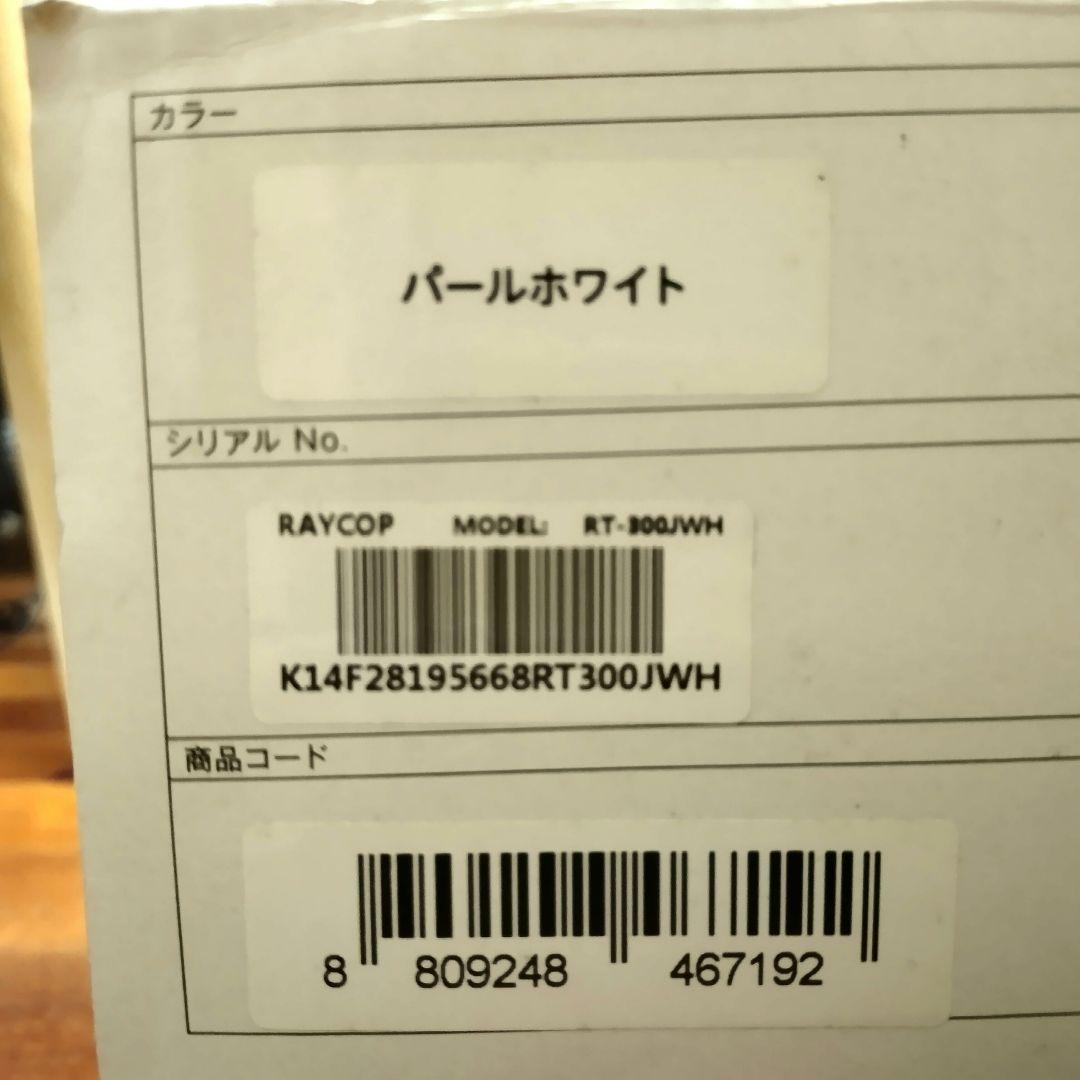 カラー
パールホワイト
シリアル No.
RAYCOP MODEL: RT-300JWH
K14F28195668RT300JWH
商品コード
8 809248 467192